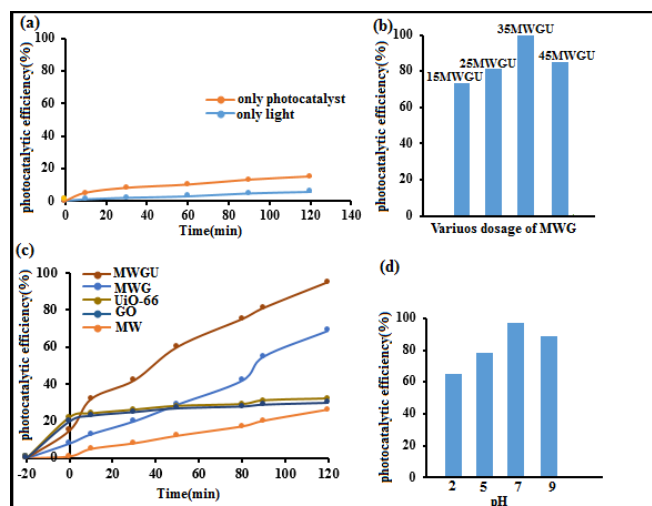 (a)
photocatalytic efficiency(%)
100
80
60
40
20
0
only photocatalyst
only light
0 20 40 60 80 100 120 140
Time(min)
(b)
photocatalytic efficiency(%)
100
80
60
40
20
0
15MWGU
25MWGU
35MWGU
45MWGU
Variuos dosage of MWG
(c)
photocatalytic efficiency(%)
100
80
60
40
20
0
MWGU
MWG
UiO-66
GO
MW
-20 0 20 40 60 80 100 120
Time(min)
(d)
photocatalytic efficiency(%)
100
80
60
40
20
0
2 5 7 9
pH